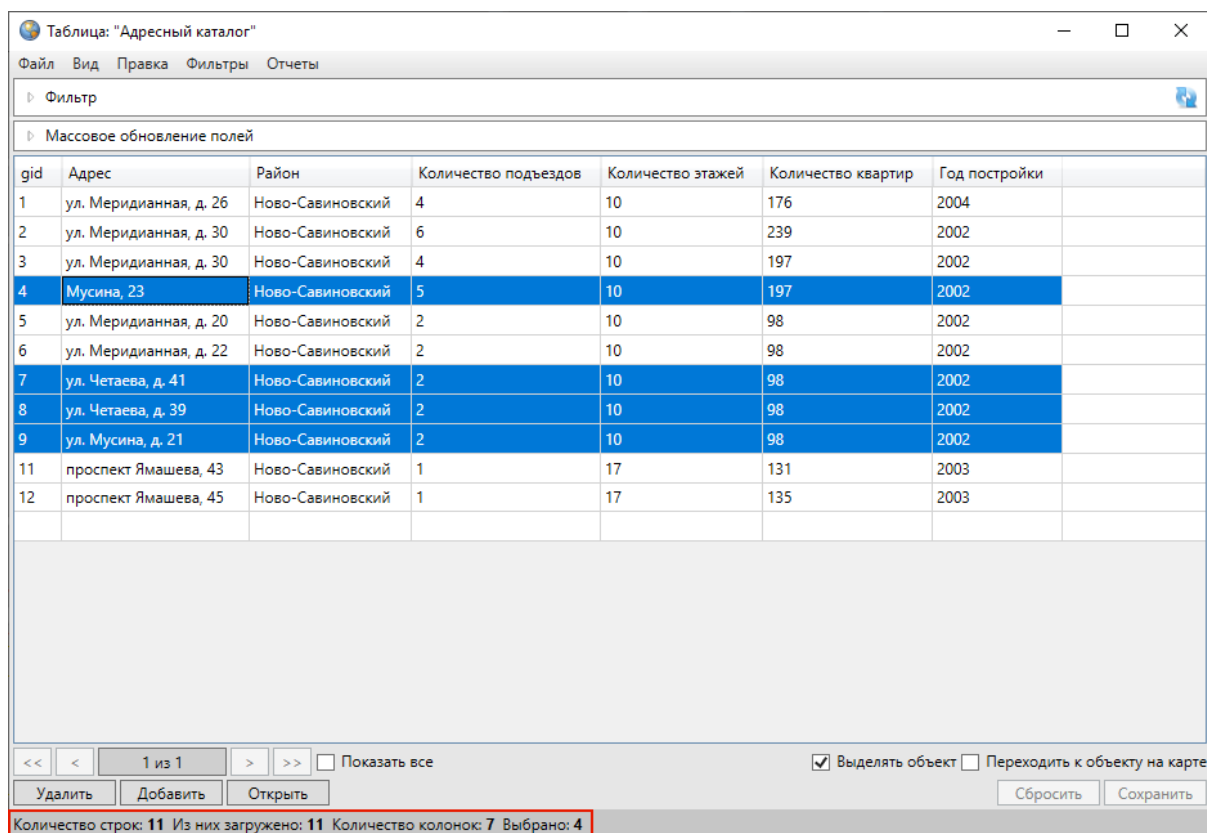 Таблица: "Адресный каталог"
Файл Вид Правка Фильтры Отчеты
Фильтр
Массовое обновление полей
gid Адрес Район Количество подъездов Количество этажей Количество квартир Год постройки
1 ул. Меридианная, д. 26 Ново-Савиновский 4 10 176 2004
2 ул. Меридианная, д. 30 Ново-Савиновский 6 10 239 2002
3 ул. Меридианная, д. 30 Ново-Савиновский 4 10 197 2002
4 Мусина, 23 Ново-Савиновский 5 10 197 2002
5 ул. Меридианная, д. 20 Ново-Савиновский 2 10 98 2002
6 ул. Меридианная, д. 22 Ново-Савиновский 2 10 98 2002
7 ул. Четаева, д. 41 Ново-Савиновский 2 10 98 2002
8 ул. Четаева, д. 39 Ново-Савиновский 2 10 98 2002
9 ул. Мусина, д. 21 Ново-Савиновский 2 10 98 2002
11 проспект Ямашева, 43 Ново-Савиновский 1 17 131 2003
12 проспект Ямашева, 45 Ново-Савиновский 1 17 135 2003
<< < 1 из 1 > >> Показать все Выделять объект Переходить к объекту на карте
Удалить Добавить Открыть Сбросить Сохранить
Количество строк: 11 Из них загружено: 11 Количество колонок: 7 Выбрано: 4